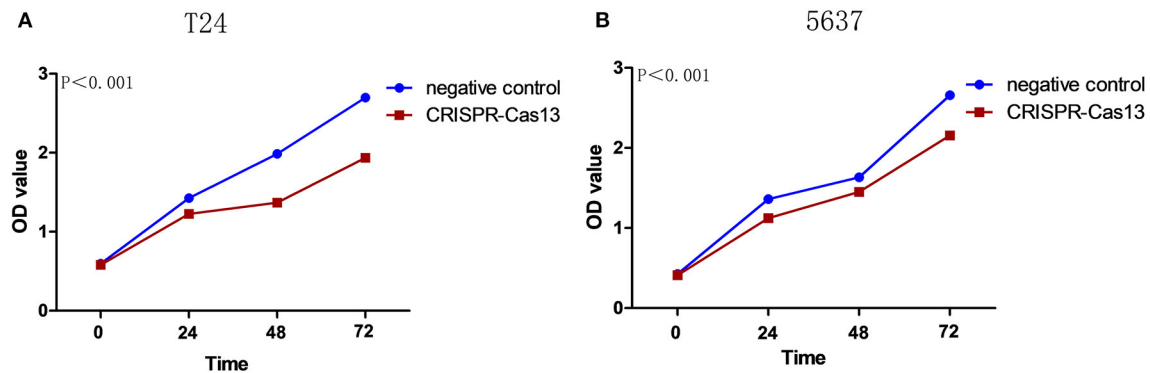 A
T24
P＜0.001
negative control
CRISPR-Cas13
OD value
3
2
1
0
0 24 48 72
Time
B
5637
P＜0.001
negative control
CRISPR-Cas13
OD value
3
2
1
0
0 24 48 72
Time